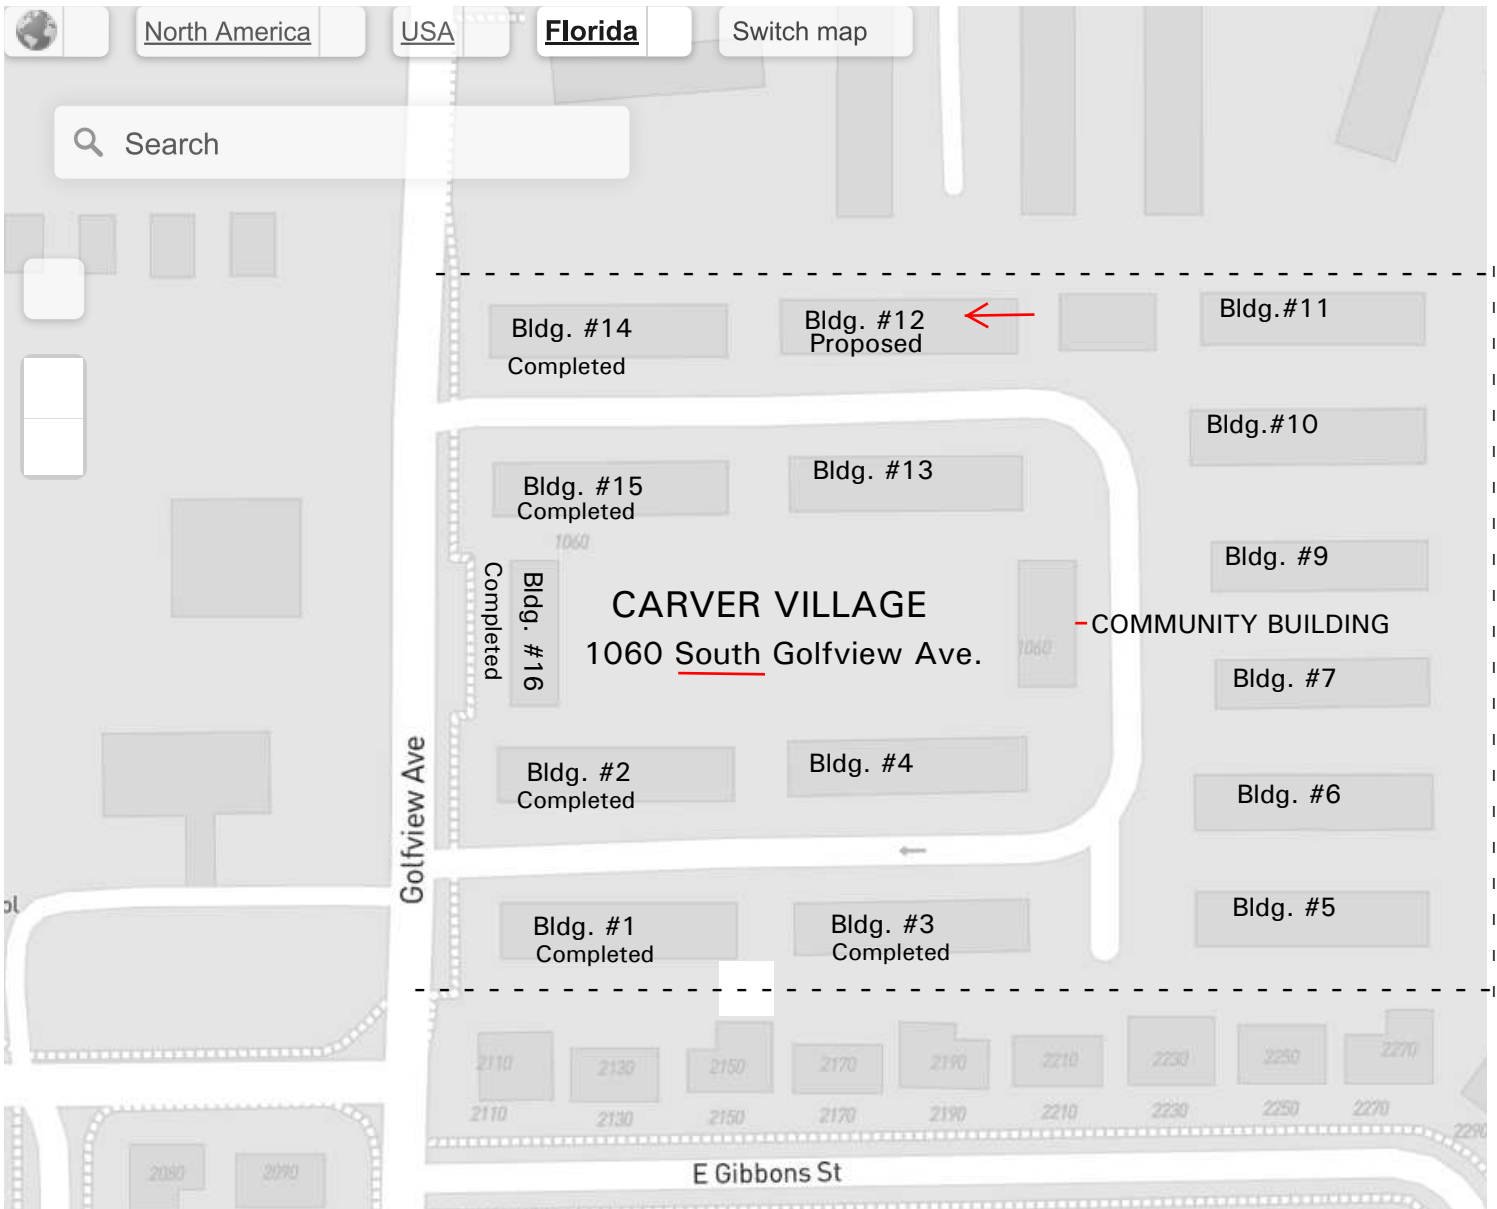 North America
USA
Florida
Switch map
Search
Bldg. #14
Completed
Bldg. #12
Proposed
Bldg.#11
Bldg.#10
Bldg. #15
Completed
1060
Bldg. #13
Bldg. #9
Completed
Bldg. #16
CARVER VILLAGE
1060 South Golfview Ave.
1060
COMMUNITY BUILDING
Bldg. #7
Golfview Ave
Bldg. #2
Completed
Bldg. #4
Bldg. #6
ol
Bldg. #1
Completed
Bldg. #3
Completed
Bldg. #5
2110
2130
2150
2170
2190
2210
2230
2250
2270
2110
2130
2150
2170
2190
2210
2230
2250
2270
2290
2080
2090
E Gibbons St